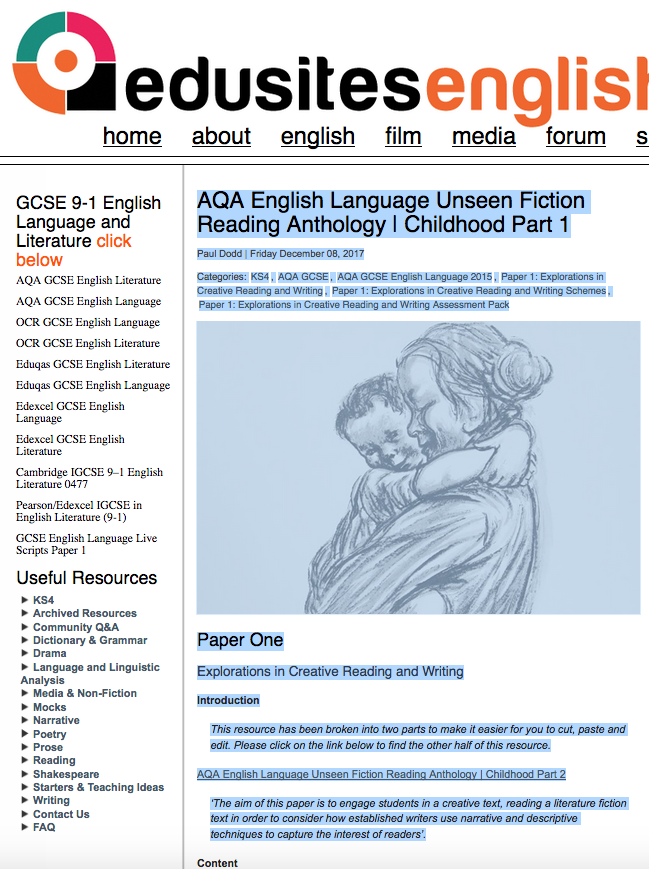 edusitesenglish
home about english film media forum s
GCSE 9-1 English
Language and
Literature click
below
AQA GCSE English Literature
AQA GCSE English Language
OCR GCSE English Language
OCR GCSE English Literature
Eduqas GCSE English Literature
Eduqas GCSE English Language
Edexcel GCSE English
Language
Edexcel GCSE English
Literature
Cambridge IGCSE 9–1 English
Literature 0477
Pearson/Edexcel IGCSE in
English Literature (9-1)
GCSE English Language Live
Scripts Paper 1
Useful Resources
KS4
Archived Resources
Community Q&A
Dictionary & Grammar
Drama
Language and Linguistic
Analysis
Media & Non-Fiction
Mocks
Narrative
Poetry
Prose
Reading
Shakespeare
Starters & Teaching Ideas
Writing
Contact Us
FAQ
AQA English Language Unseen Fiction
Reading Anthology | Childhood Part 1
Paul Dodd | Friday December 08, 2017
Categories: KS4, AQA GCSE, AQA GCSE English Language 2015, Paper 1: Explorations in
Creative Reading and Writing, Paper 1: Explorations in Creative Reading and Writing Schemes,
Paper 1: Explorations in Creative Reading and Writing Assessment Pack
Paper One
Explorations in Creative Reading and Writing
Introduction
This resource has been broken into two parts to make it easier for you to cut, paste and
edit. Please click on the link below to find the other half of this resource.
AQA English Language Unseen Fiction Reading Anthology | Childhood Part 2
'The aim of this paper is to engage students in a creative text, reading a literature fiction
text in order to consider how established writers use narrative and descriptive
techniques to capture the interest of readers'.
Content